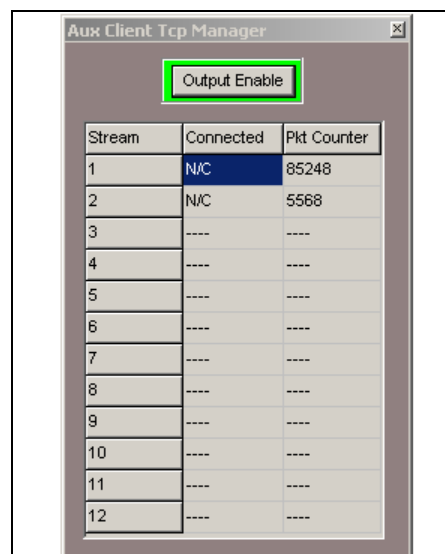 Aux Client Tcp Manager
Output Enable
Stream Connected Pkt Counter
1 N/C 85248
2 N/C 5568
3 ---- ----
4 ---- ----
5 ---- ----
6 ---- ----
7 ---- ----
8 ---- ----
9 ---- ----
10 ---- ----
11 ---- ----
12 ---- ----